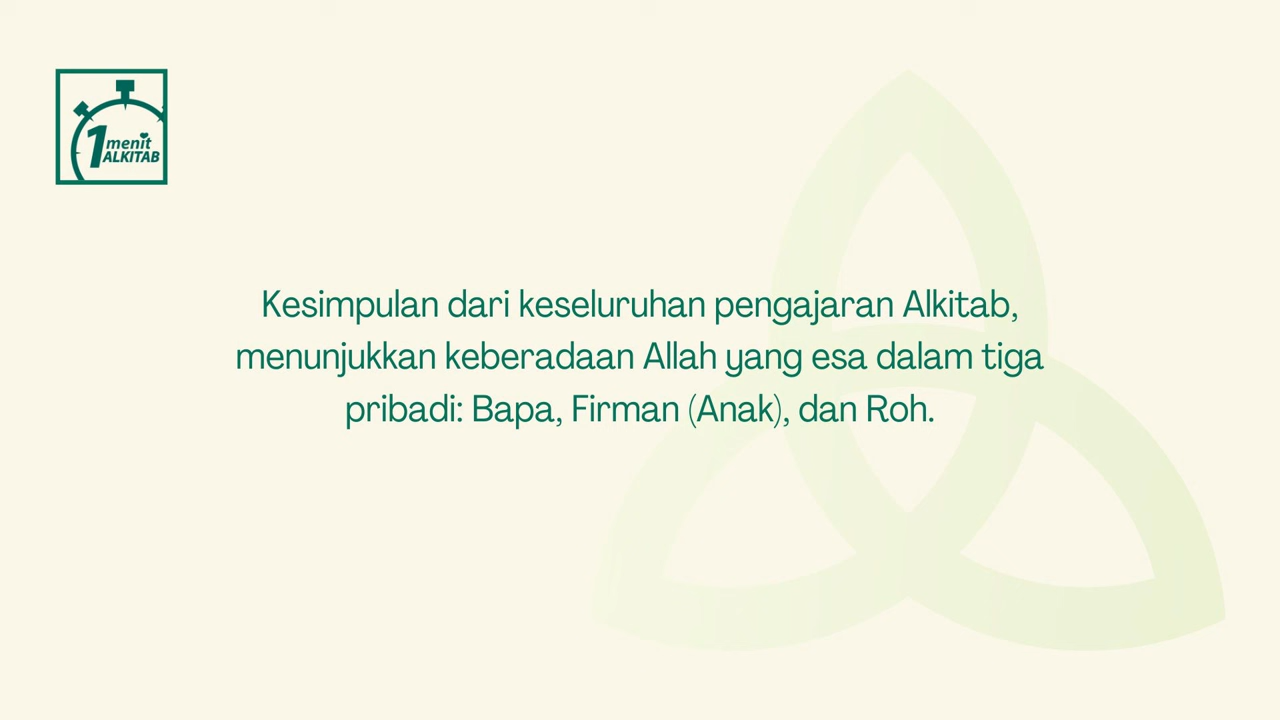 1 menit
ALKITAB
Kesimpulan dari keseluruhan pengajaran Alkitab,
menunjukkan keberadaan Allah yang esa dalam tiga
pribadi: Bapa, Firman (Anak), dan Roh.